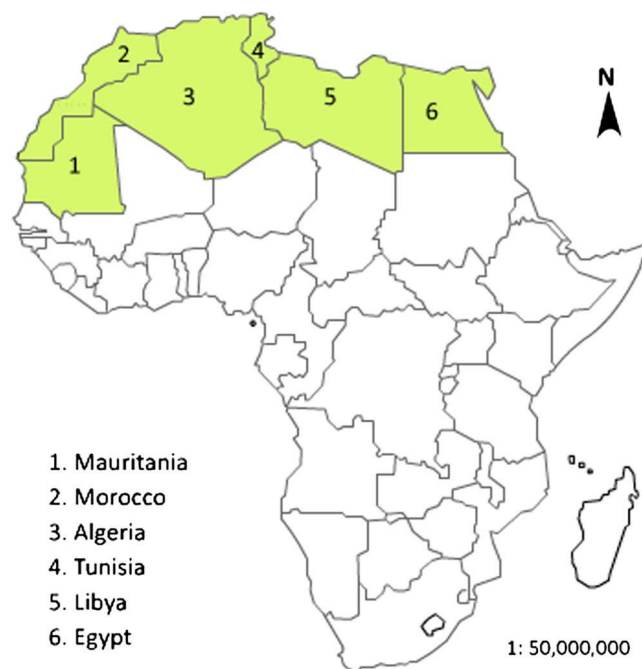 2
4
N
3
5
6
1
1. Mauritania
2. Morocco
3. Algeria
4. Tunisia
5. Libya
6. Egypt
1: 50,000,000